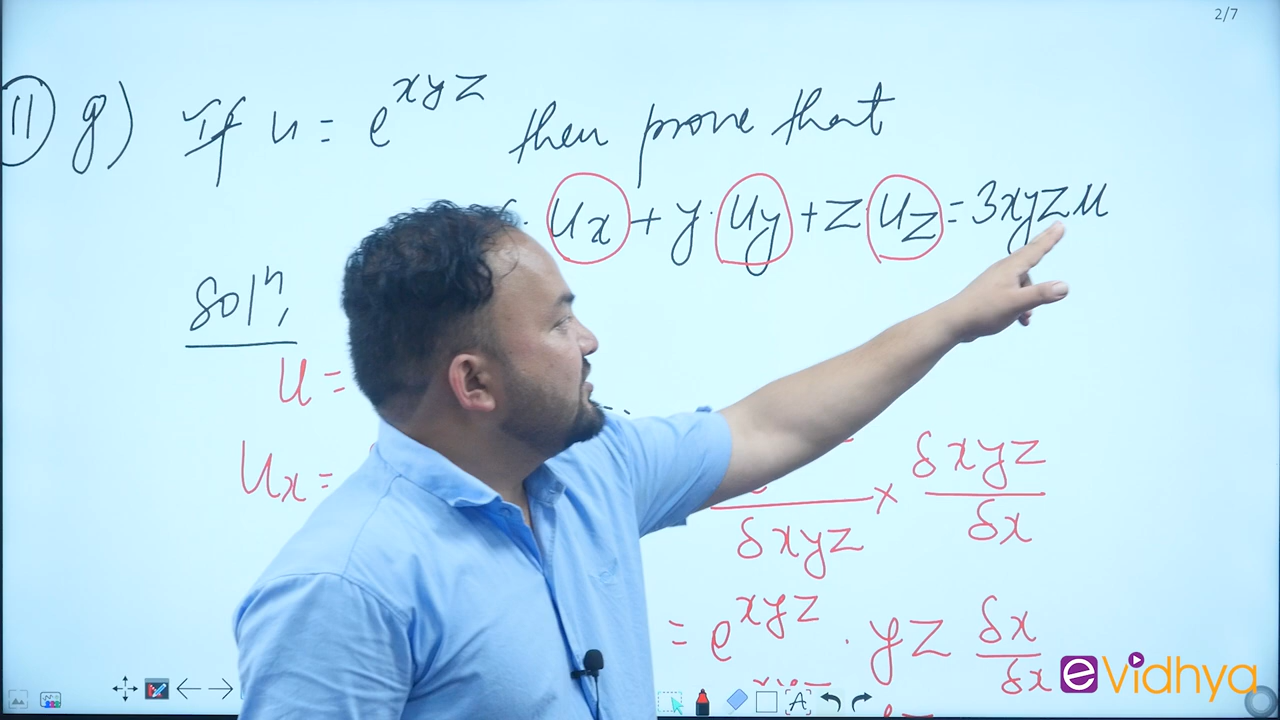 2/7
11 g) If u = e^xyz then prove that
· ux + y · uy + z uz = 3xyz u
Solⁿ,
u =
ux =
δxyz × δxyz/δx
= e^xyz · yz δx/δx
eVidhya